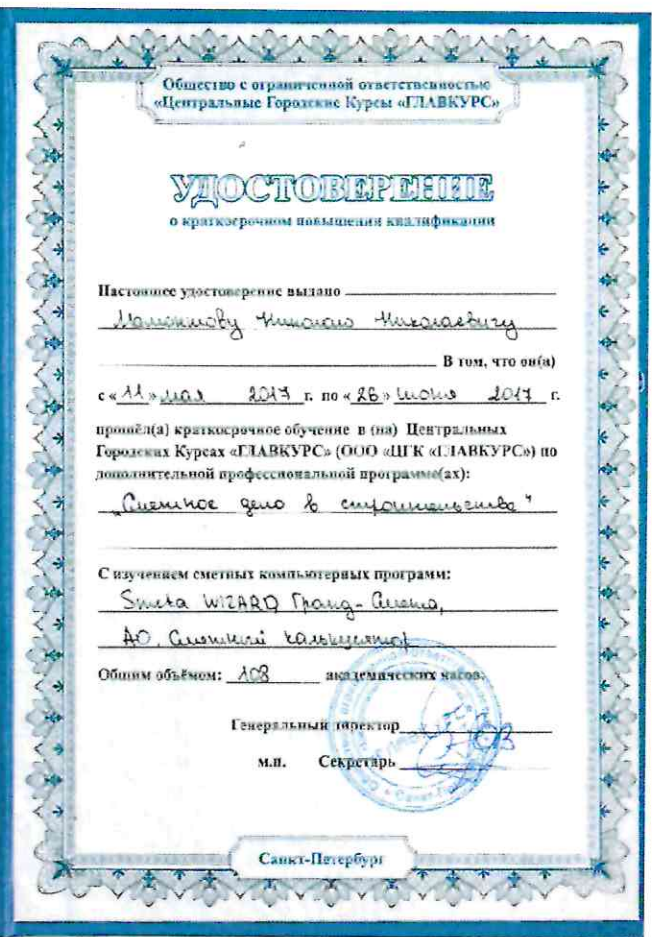 Общество с ограниченной ответственностью
«Центральные Городские Курсы «ГЛАВКУРС»
УДОСТОВЕРЕНИЕ
о краткосрочном повышении квалификации
Настоящее удостоверение выдано
Николаю Николаевичу
В том, что он(а)
с «11» мая 2017 г. по «26» июня 2017 г.
прошёл(а) краткосрочное обучение в (на) Центральных
Городских Курсах «ГЛАВКУРС» (ООО «ЦГК «ГЛАВКУРС») по
дополнительной профессиональной программе(ах):
„Сметное дело в строительстве"
С изучением сметных компьютерных программ:
Smeta WIZARD Гранд-Смета,
АО. Сметный калькулятор
Общим объёмом: 108 академических часов.
Генеральный директор
м.п. Секретарь
Санкт-Петербург